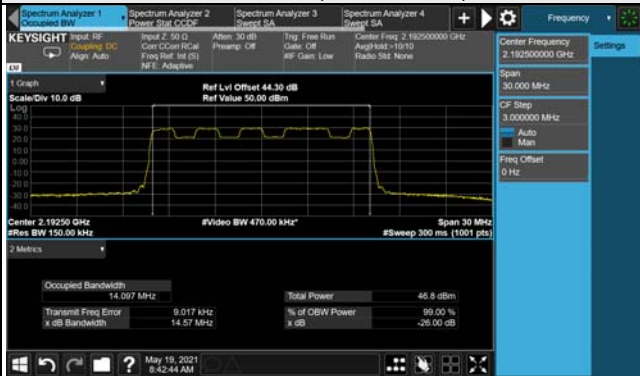 Spectrum Analyzer 1
Occupied BW
Spectrum Analyzer 2
Power Stat CCDF
Spectrum Analyzer 3
Swept SA
Spectrum Analyzer 4
Swept SA
Frequency
KEYSIGHT
Input: RF
Coupling: DC
Align: Auto
Input Z: 50 Ω
Corr CCorr RCal
Freq Ref: Int (S)
NFE: Adaptive
Atten: 30 dB
Preamp: Off
Trig: Free Run
Gate: Off
#IF Gain: Low
Center Freq: 2.192500000 GHz
Avg|Hold:>10/10
Radio Std: None
LXI
1 Graph
Scale/Div 10.0 dB
Ref Lvl Offset 44.30 dB
Ref Value 50.00 dBm
Log
40.0
30.0
20.0
10.0
0.00
-10.0
-20.0
-30.0
-40.0
Center 2.19250 GHz
#Res BW 150.00 kHz
#Video BW 470.00 kHz*
Span 30 MHz
#Sweep 300 ms (1001 pts)
2 Metrics
Occupied Bandwidth
14.097 MHz
Transmit Freq Error 9.017 kHz
x dB Bandwidth 14.57 MHz
Total Power 46.8 dBm
% of OBW Power 99.00 %
x dB -26.00 dB
May 19, 2021
8:42:44 AM
Center Frequency
2.192500000 GHz
Span
30.000 MHz
CF Step
3.000000 MHz
Auto
Man
Freq Offset
0 Hz
Settings